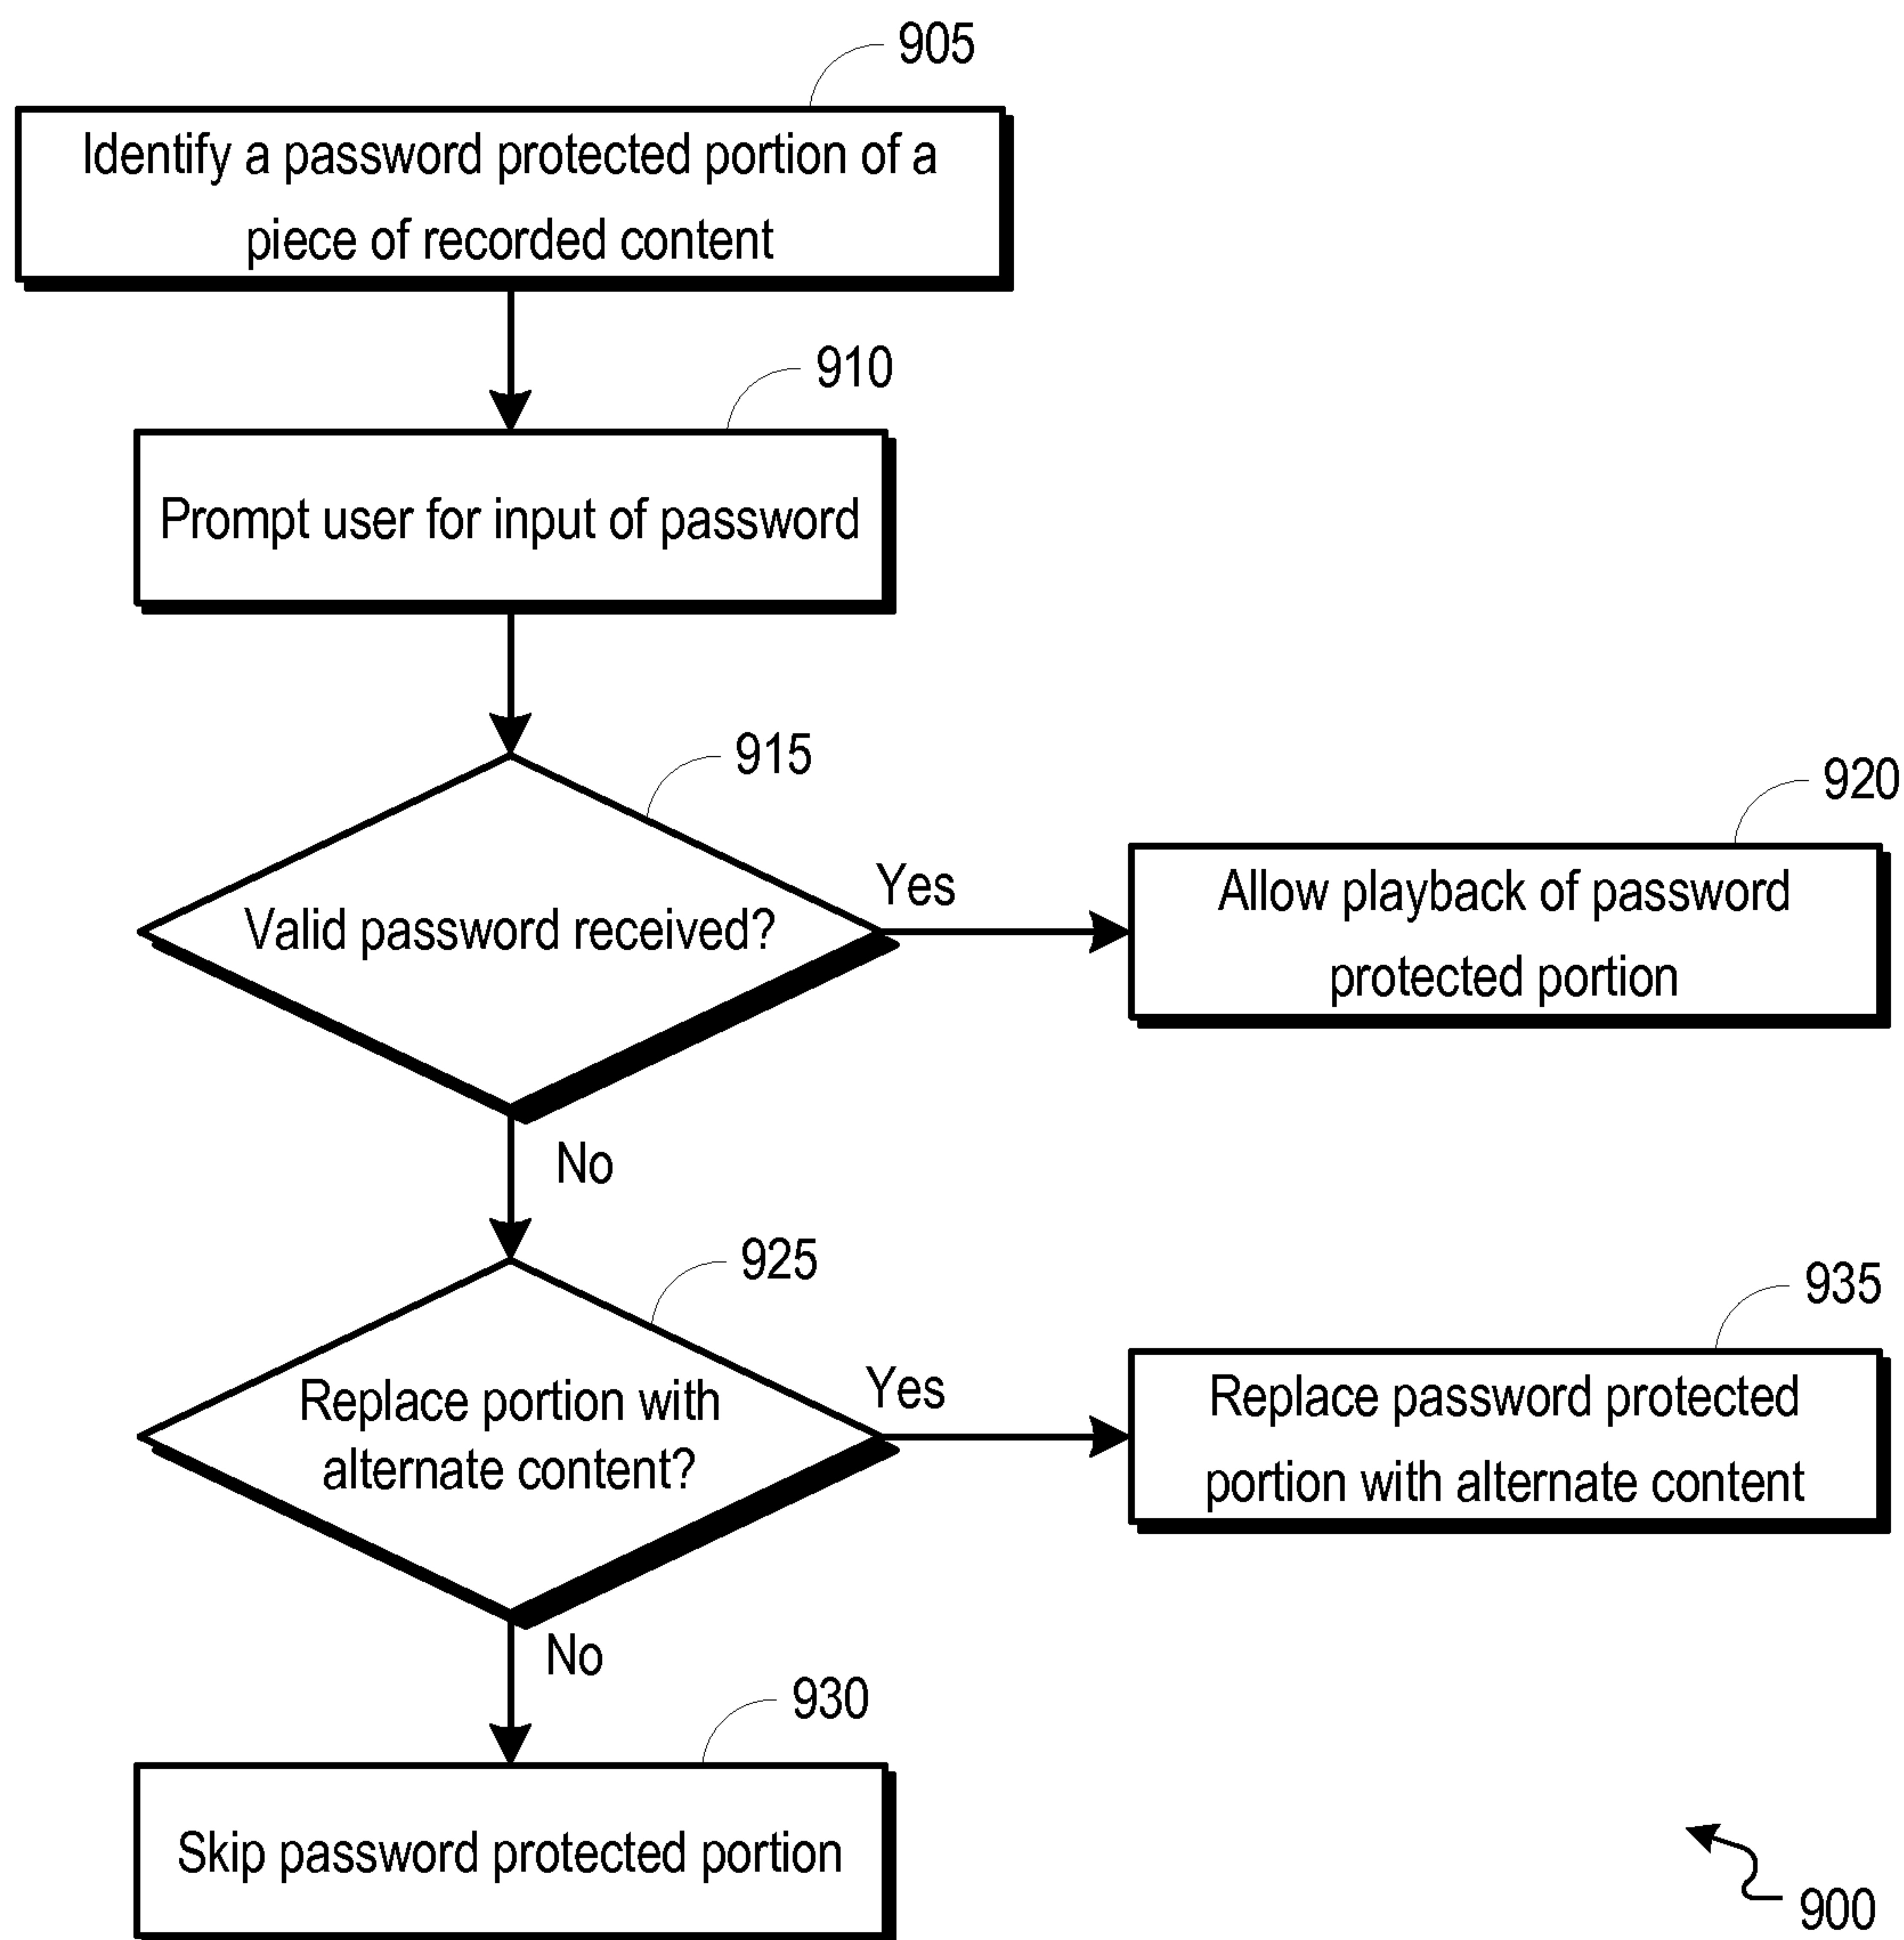 905
Identify a password protected portion of a
piece of recorded content
910
Prompt user for input of password
915
Valid password received?
Yes
920
Allow playback of password
protected portion
No
925
Replace portion with
alternate content?
Yes
935
Replace password protected
portion with alternate content
No
930
Skip password protected portion
900